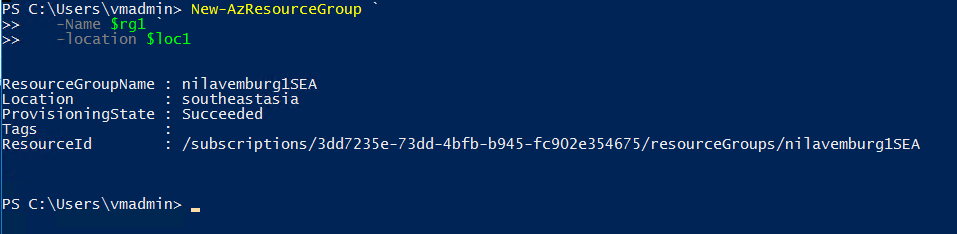 PS C:\Users\vmadmin> New-AzResourceGroup `
>>    -Name $rg1 `
>>    -location $loc1
ResourceGroupName : nilavemburg1SEA
Location          : southeastasia
ProvisioningState : Succeeded
Tags              :
ResourceId        : /subscriptions/3dd7235e-73dd-4bfb-b945-fc902e354675/resourceGroups/nilavemburg1SEA
PS C:\Users\vmadmin> _